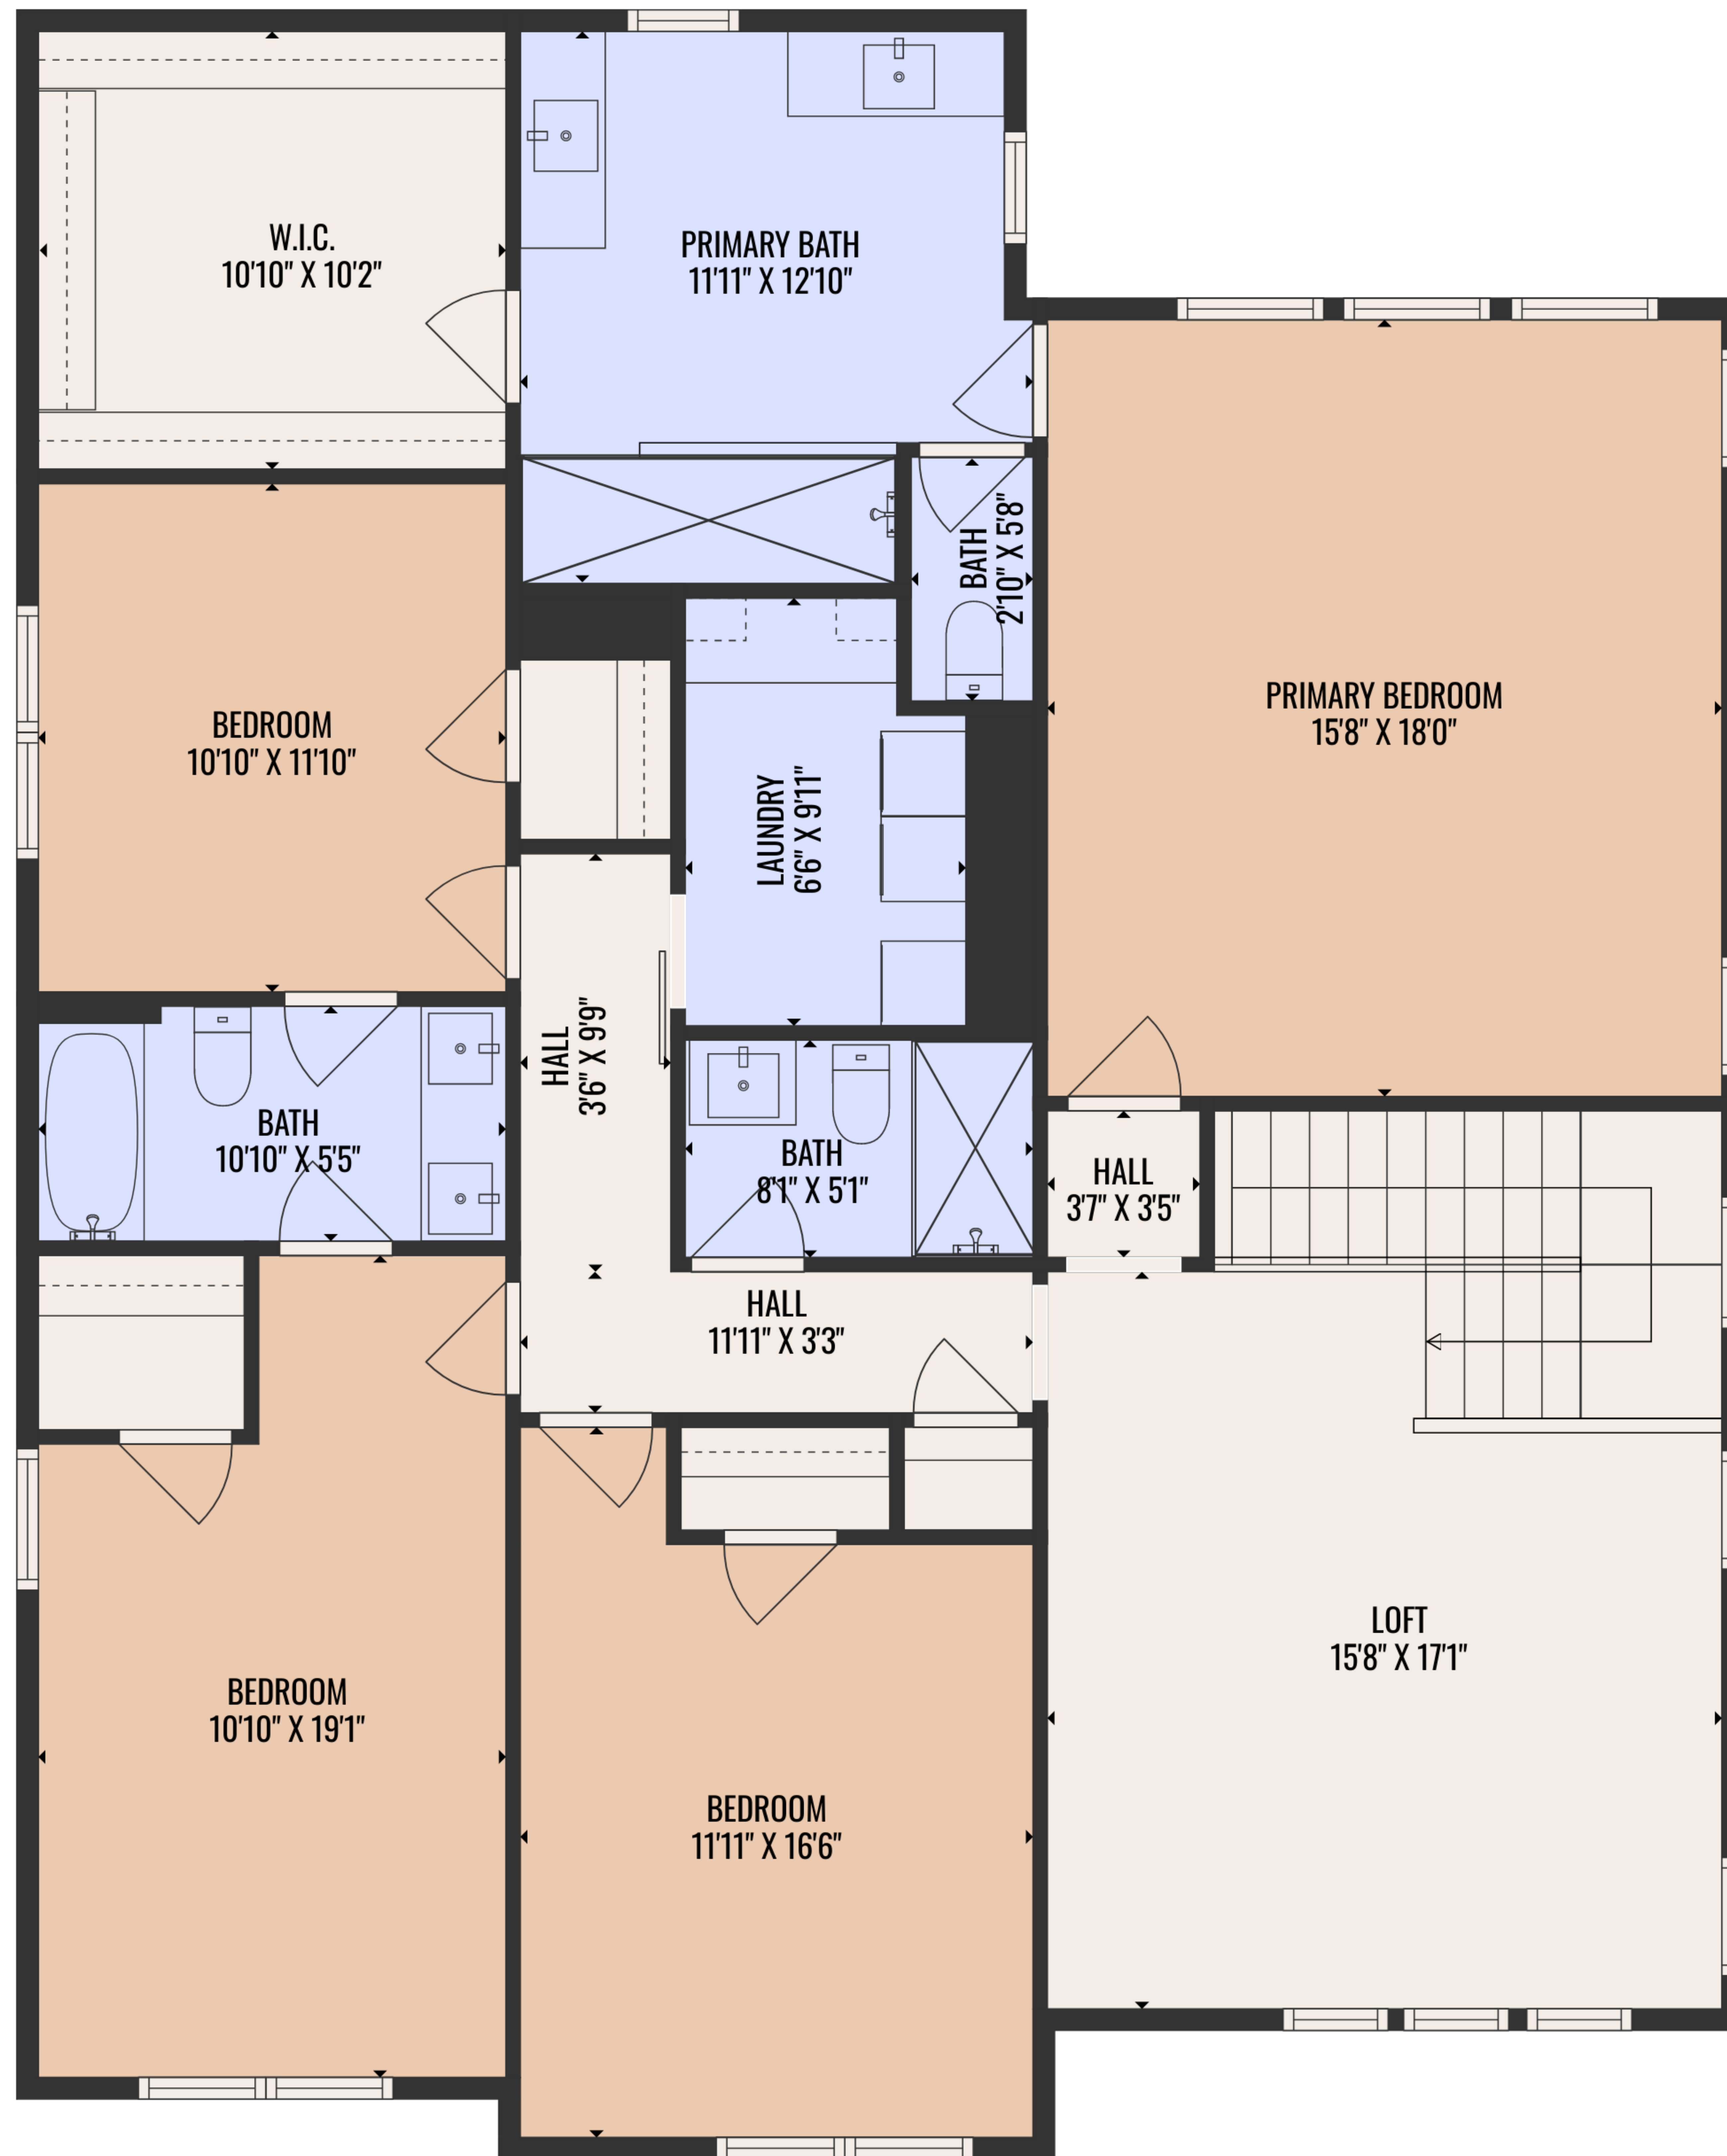 W.I.C.
10'10" X 10'2"
PRIMARY BATH
11'11" X 12'10"
BATH
2'10" X 5'8"
BEDROOM
10'10" X 11'10"
PRIMARY BEDROOM
15'8" X 18'0"
LAUNDRY
6'6" X 9'11"
HALL
3'6" X 9'9"
BATH
10'10" X 5'5"
BATH
8'1" X 5'1"
HALL
3'7" X 3'5"
HALL
11'11" X 3'3"
LOFT
15'8" X 17'1"
BEDROOM
10'10" X 19'1"
BEDROOM
11'11" X 16'6"